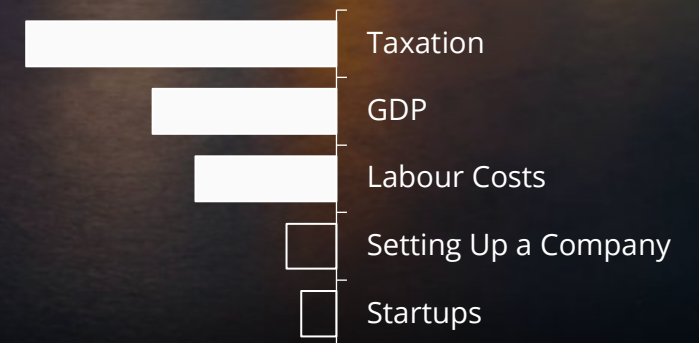 Taxation
GDP
Labour Costs
Setting Up a Company
Startups